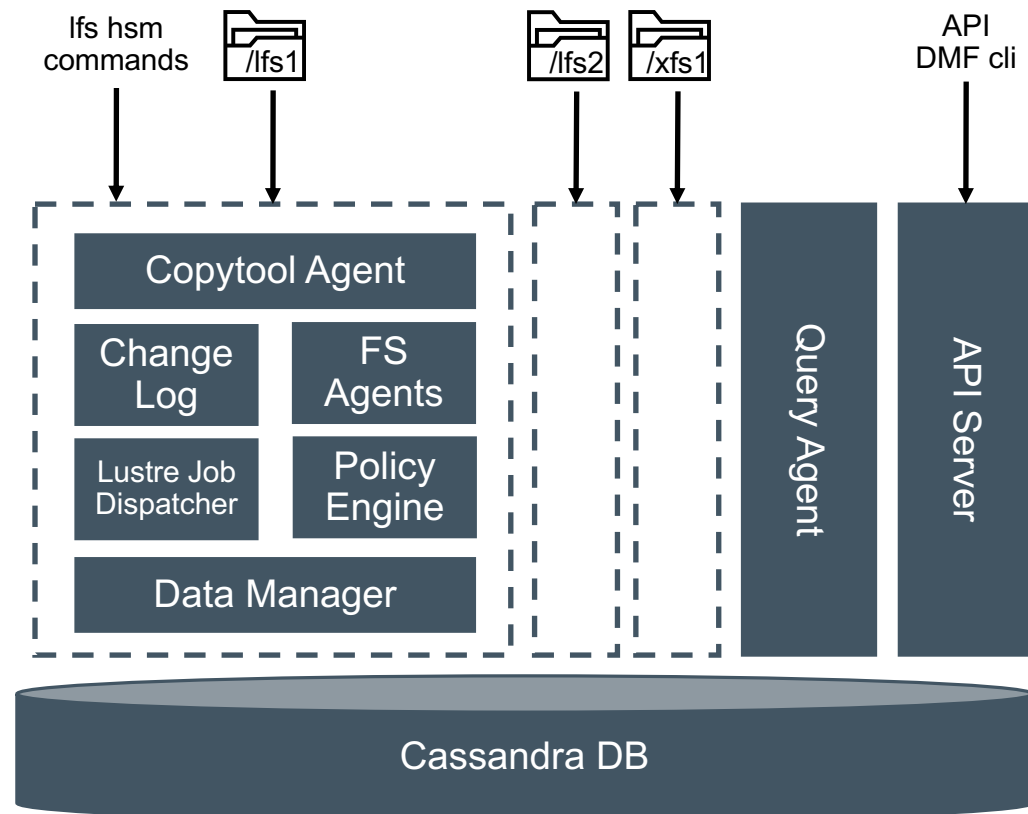 lfs hsm
commands
/lfs1
/lfs2
/xfs1
API
DMF cli
Copytool Agent
Change
Log
FS
Agents
Lustre Job
Dispatcher
Policy
Engine
Data Manager
Query Agent
API Server
Cassandra DB